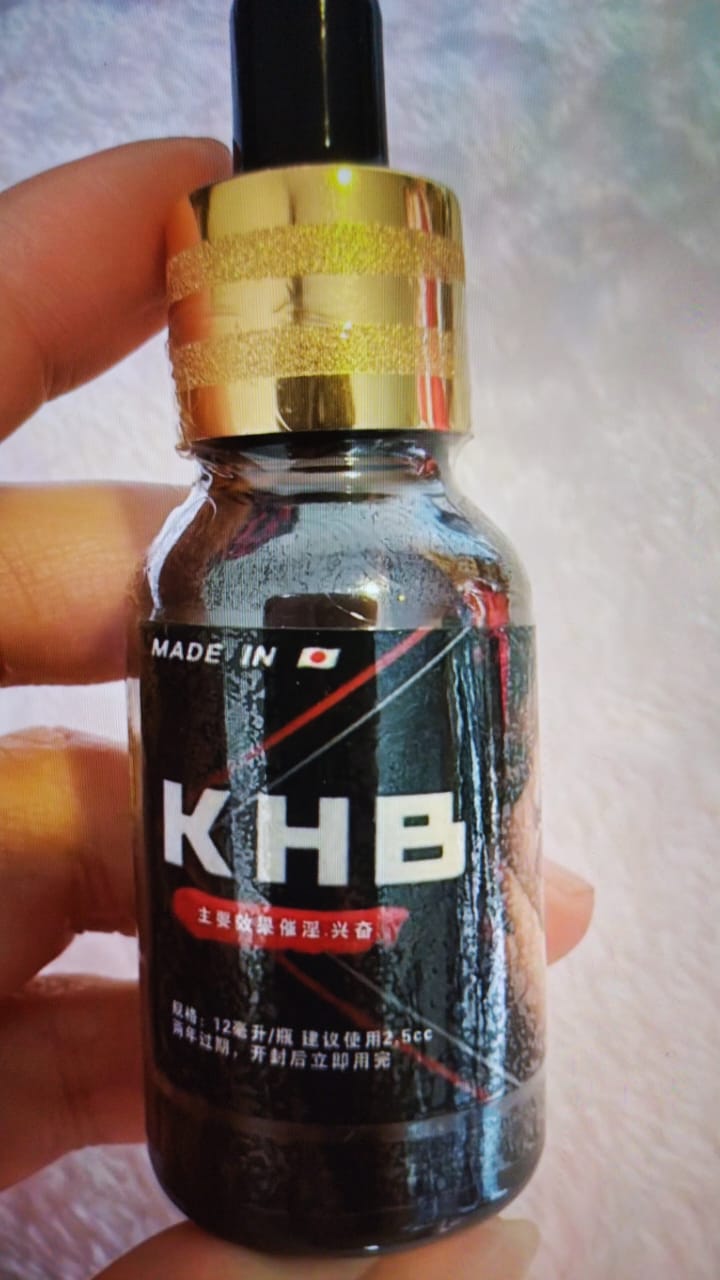 MADE IN
KHB
主要效果催淫.兴奋
规格：12毫升/瓶 建议使用2.5cc
两年过期，开封后立即用完